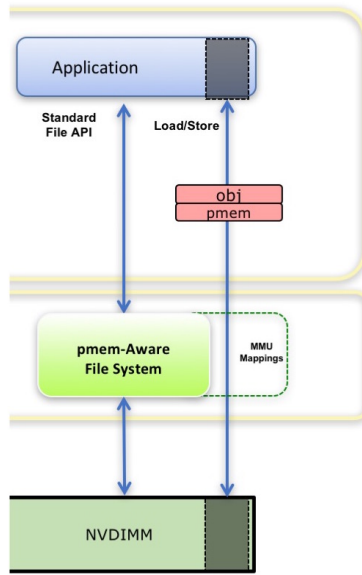 Application
Standard
File API
Load/Store
obj
pmem
pmem-Aware
File System
MMU
Mappings
NVDIMM